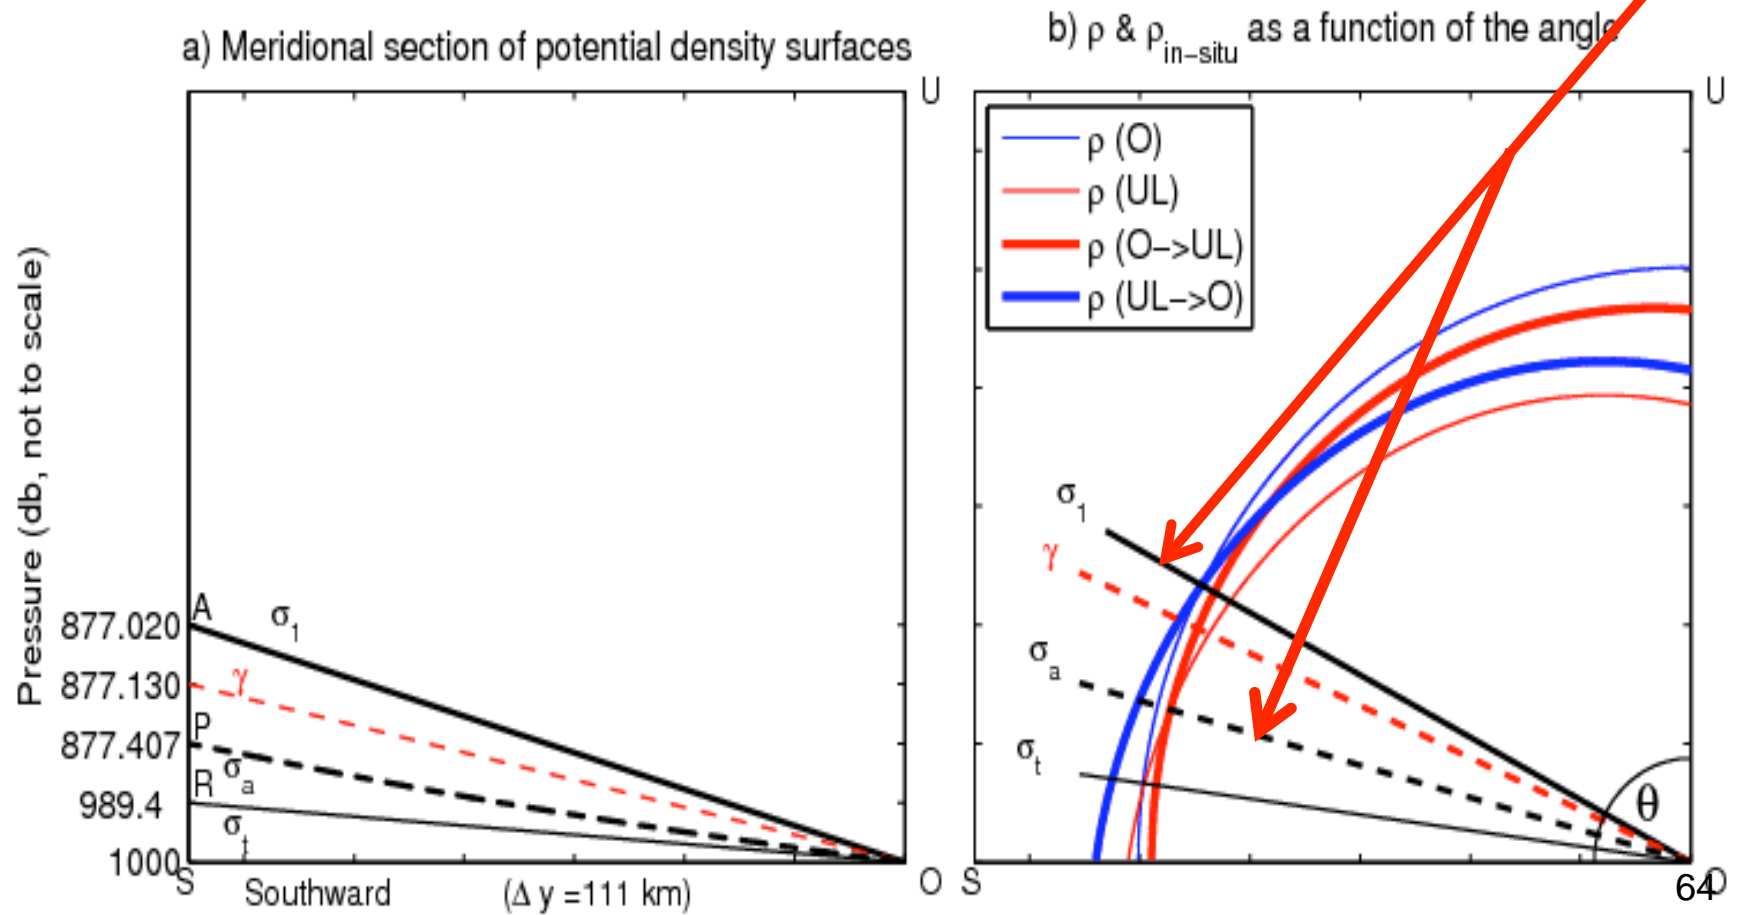 a) Meridional section of potential density surfaces
Pressure (db, not to scale)
U
A
σ1
877.020
γ
877.130
P
877.407
σa
R
989.4
σt
1000
S
Southward (Δ y =111 km)
O
b) ρ & ρin−situ as a function of the angle
U
ρ (O)
ρ (UL)
ρ (O−>UL)
ρ (UL−>O)
σ1
γ
σa
σt
θ
S
O
64